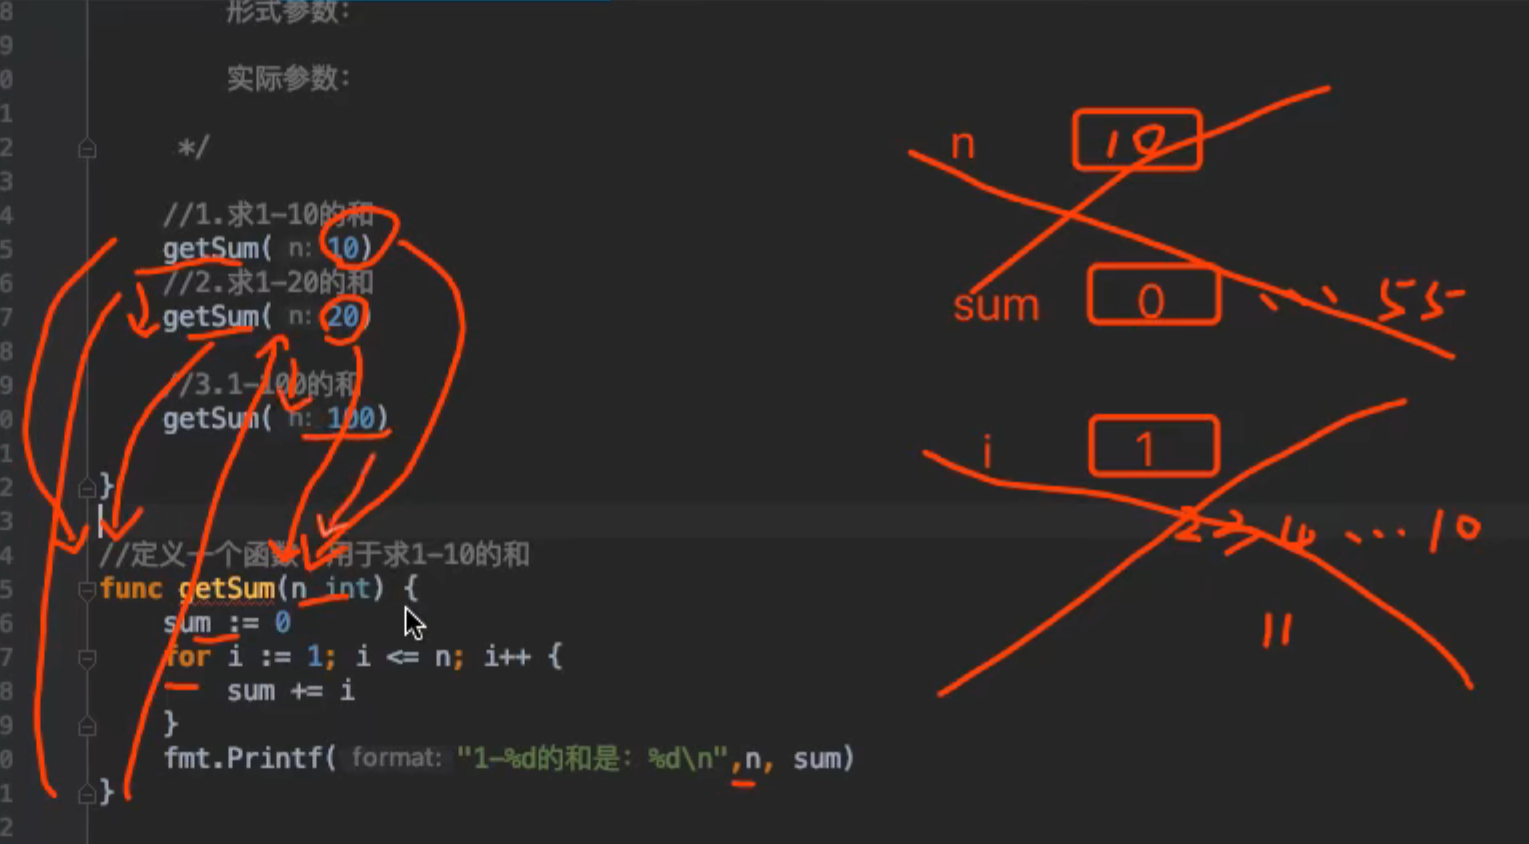 8 形式参数:
9
0 实际参数:
1
2 */
3
4 //1.求1-10的和
5 getSum( n: 10)
6 //2.求1-20的和
7 getSum( n: 20)
8
9 //3.1-100的和
0 getSum( n: 100)
1
2 }
3
4 //定义一个函数 用于求1-10的和
5 func getSum(n int) {
6 sum := 0
7 for i := 1; i <= n; i++ {
8 sum += i
9 }
0 fmt.Printf( format: "1-%d的和是: %d\n",n, sum)
1 }
2
n 10
sum 0 55
i 1
2 3 4 ...10
11